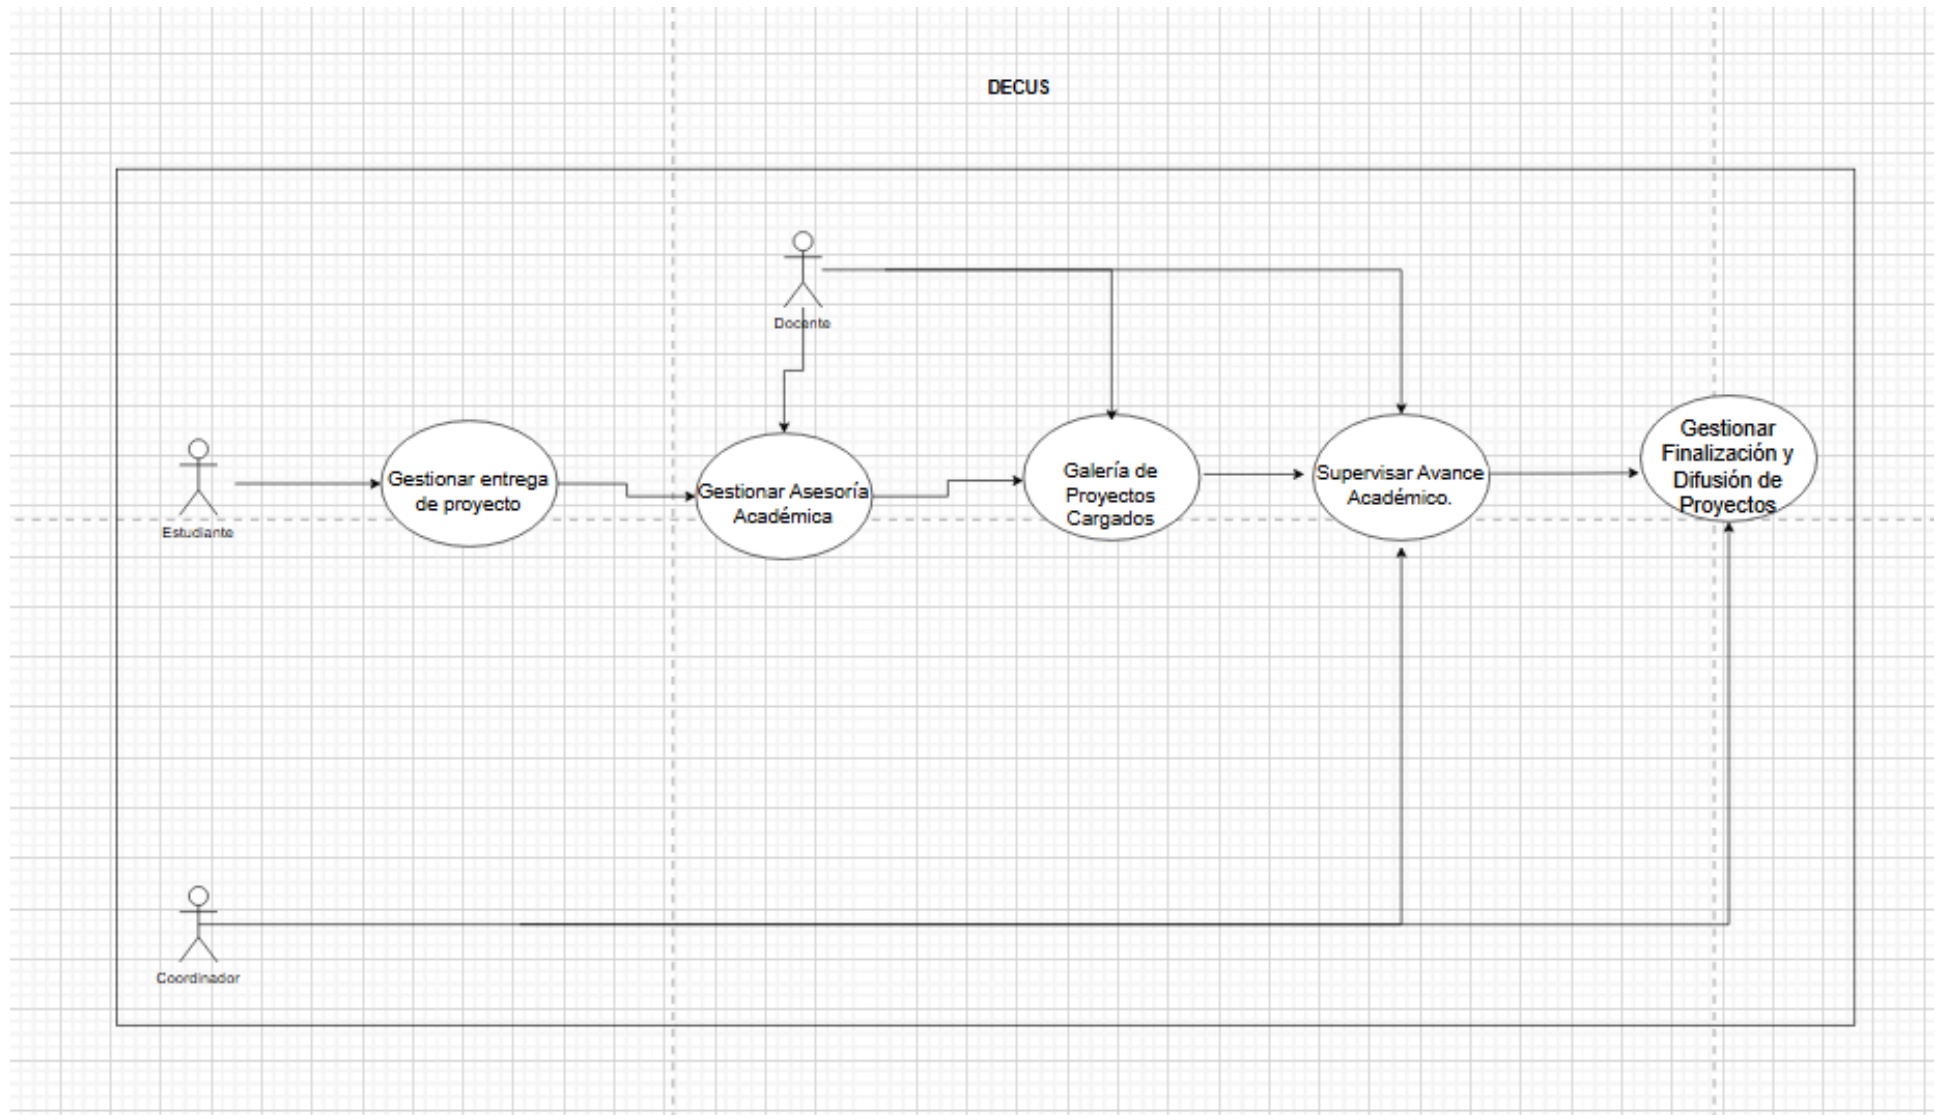 DECUS
Docente
Estudiante
Gestionar entrega
de proyecto
Gestionar Asesoría
Académica
Galería de
Proyectos
Cargados
Supervisar Avance
Académico.
Gestionar
Finalización y
Difusión de
Proyectos
Coordinador